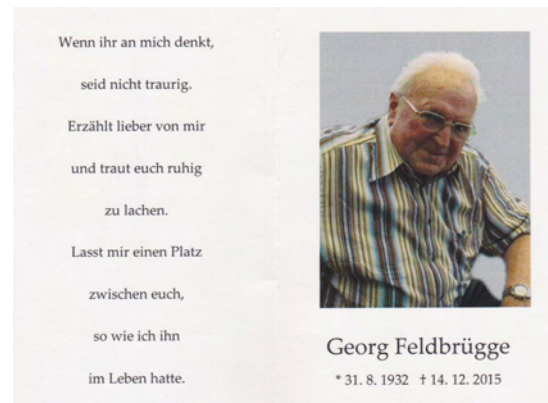 Wenn ihr an mich denkt,
seid nicht traurig.
Erzählt lieber von mir
und traut euch ruhig
zu lachen.
Lasst mir einen Platz
zwischen euch,
so wie ich ihn
im Leben hatte.
Georg Feldbrügge
* 31. 8. 1932 † 14. 12. 2015